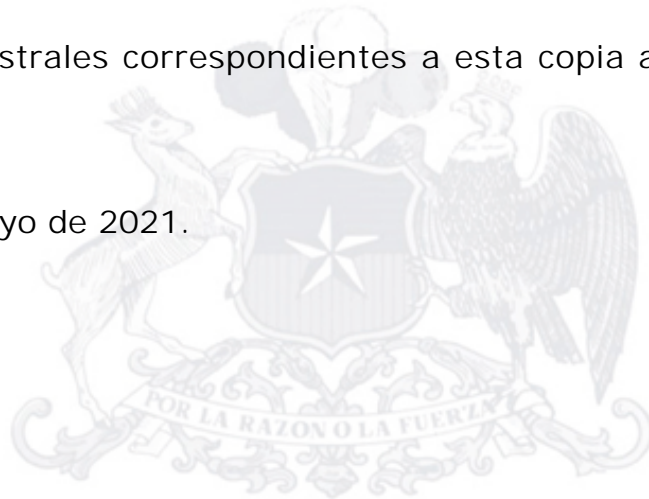 strales correspondientes a esta copia a
yo de 2021.
POR LA RAZON O LA FUERZA